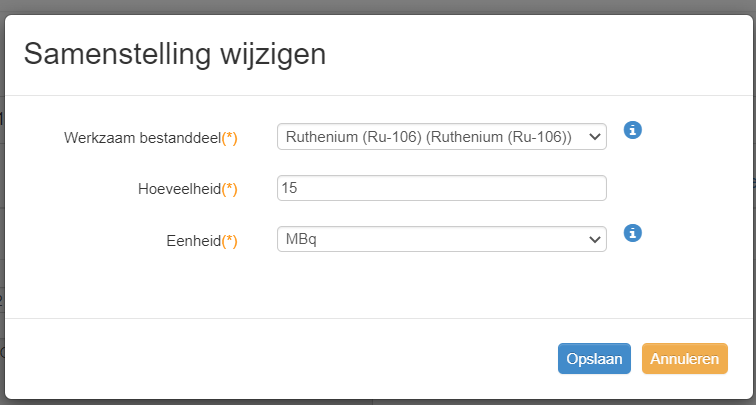 Samenstelling wijzigen
Werkzaam bestanddeel(*) Ruthenium (Ru-106) (Ruthenium (Ru-106))
Hoeveelheid(*) 15
Eenheid(*) MBq
Opslaan Annuleren